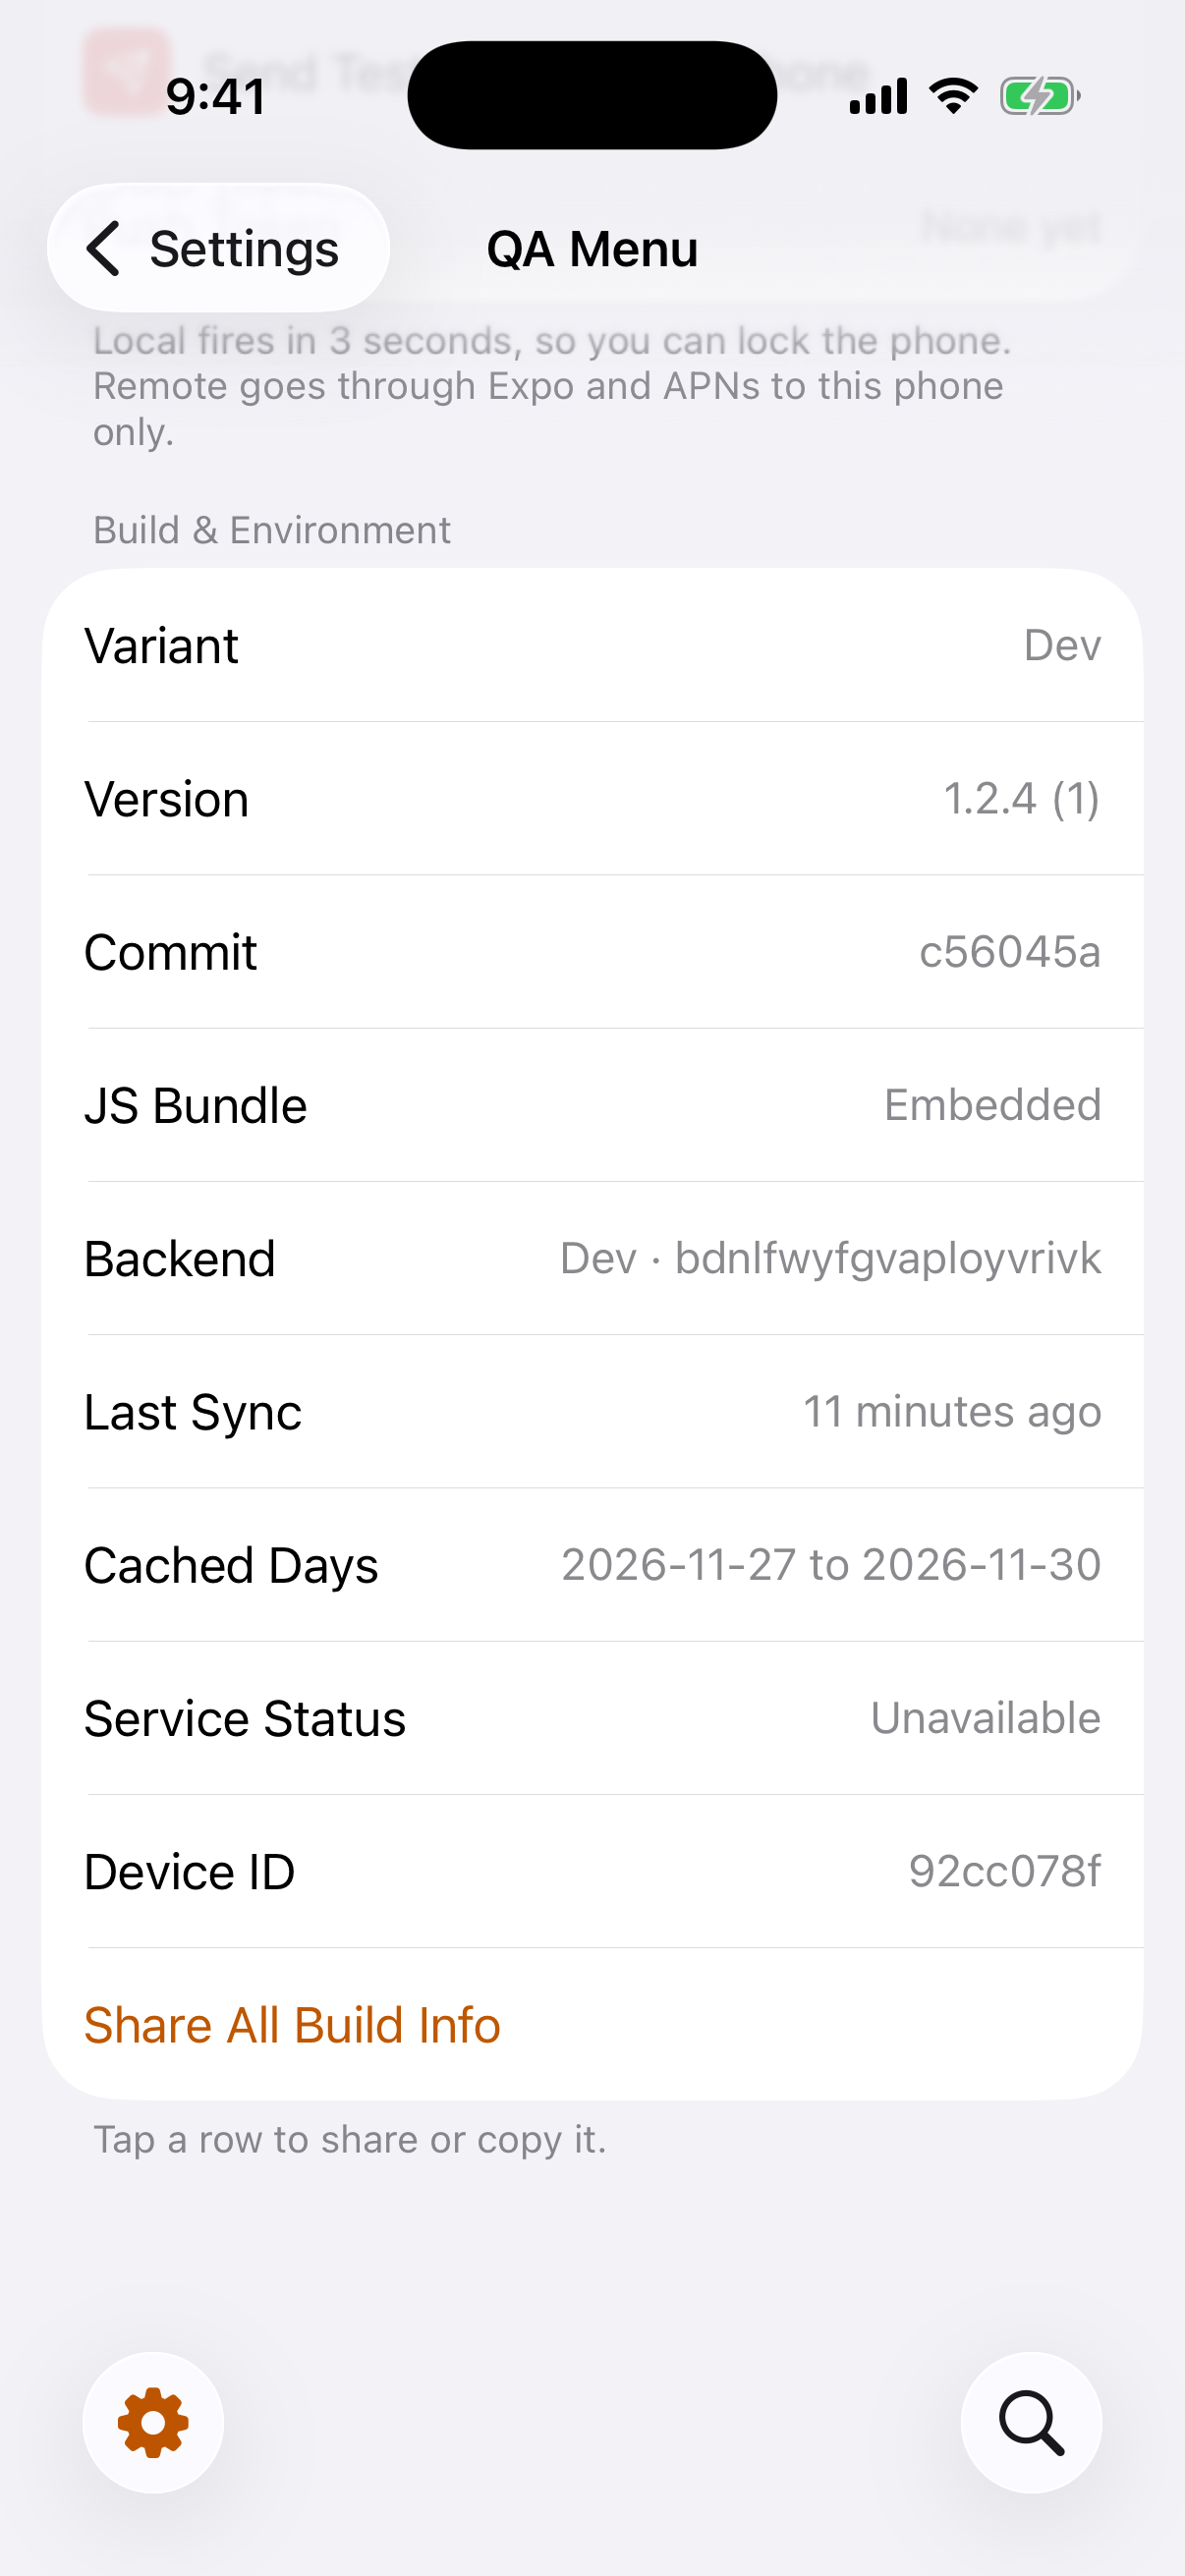 9:41
Settings
QA Menu
None yet
Local fires in 3 seconds, so you can lock the phone.
Remote goes through Expo and APNs to this phone
only.
Build & Environment
Variant
Dev
Version
1.2.4 (1)
Commit
c56045a
JS Bundle
Embedded
Backend
Dev · bdnlfwyfgvaployvrivk
Last Sync
11 minutes ago
Cached Days
2026-11-27 to 2026-11-30
Service Status
Unavailable
Device ID
92cc078f
Share All Build Info
Tap a row to share or copy it.